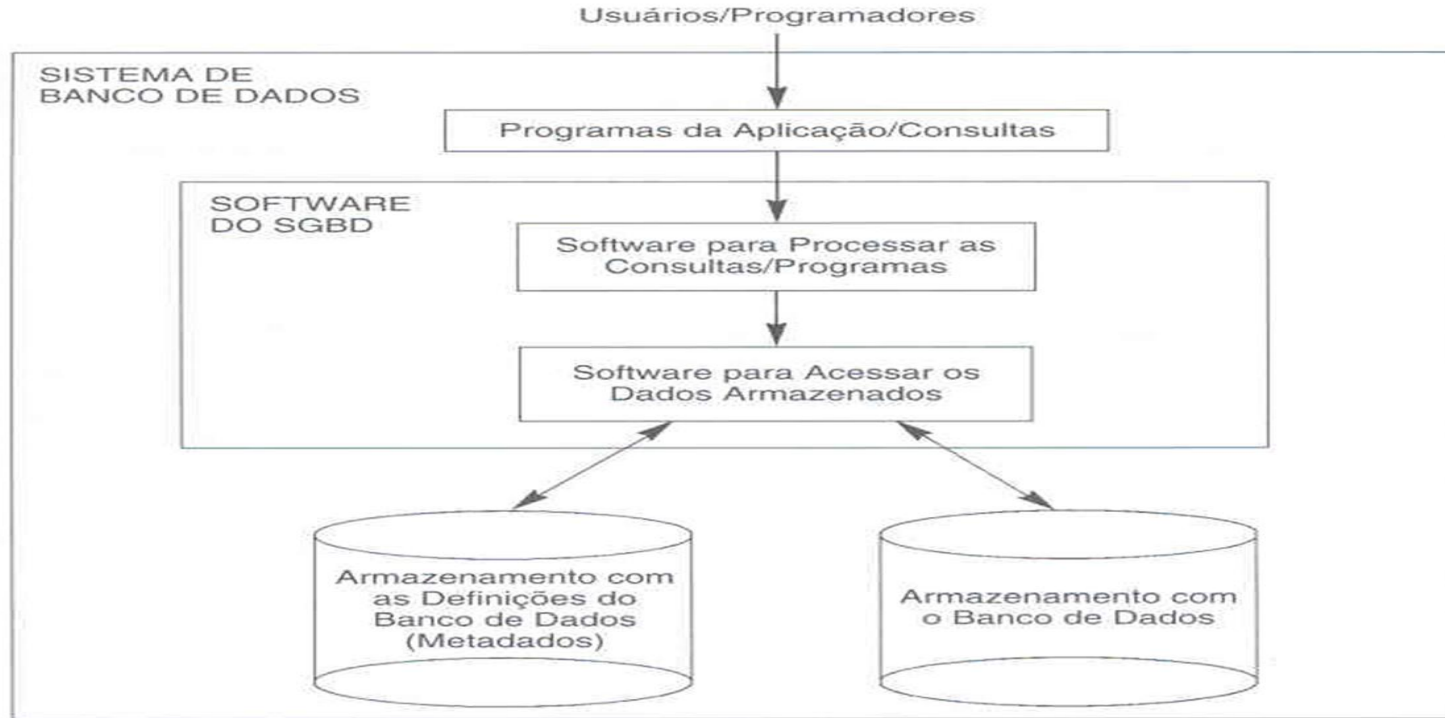 Usuários/Programadores
SISTEMA DE
BANCO DE DADOS
Programas da Aplicação/Consultas
SOFTWARE
DO SGBD
Software para Processar as
Consultas/Programas
Software para Acessar os
Dados Armazenados
Armazenamento com
as Definições do
Banco de Dados
(Metadados)
Armazenamento com
o Banco de Dados